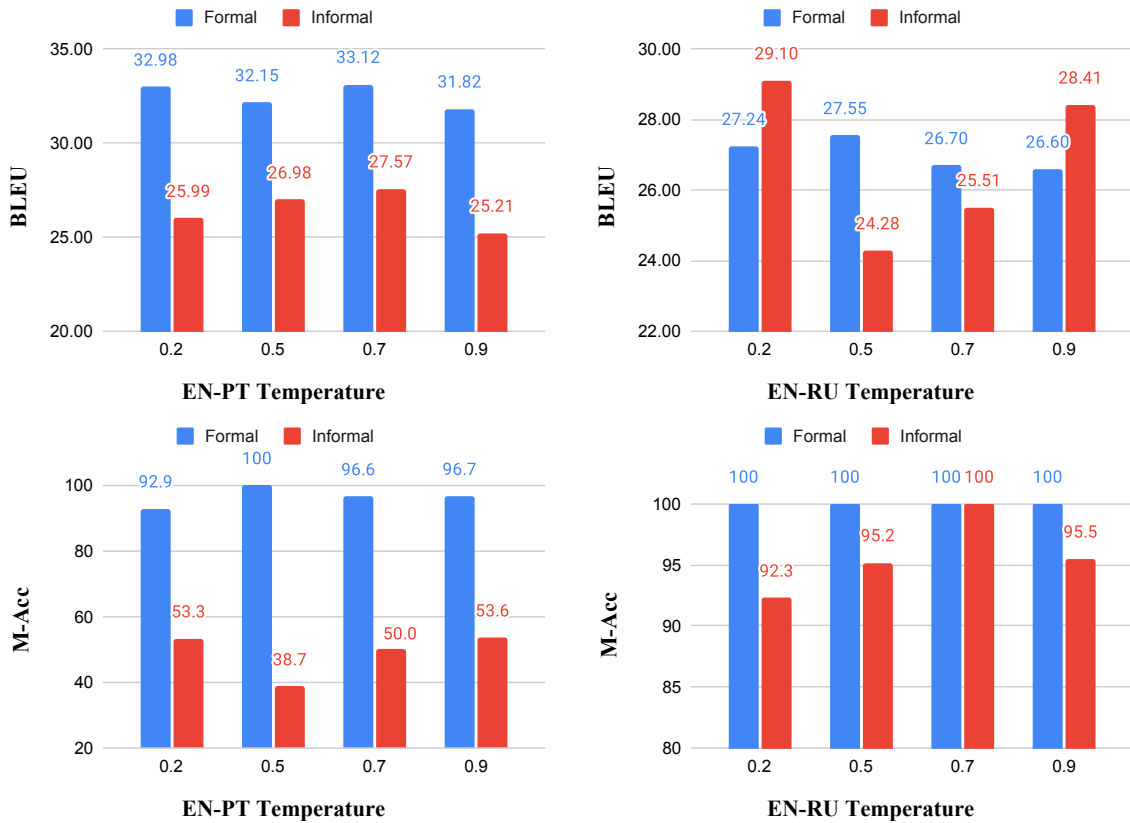 Formal Informal
35.00
30.00
25.00
20.00
BLEU
32.98 32.15 33.12 31.82
25.99 26.98 27.57 25.21
0.2 0.5 0.7 0.9
EN-PT Temperature
Formal Informal
30.00
28.00
26.00
24.00
22.00
BLEU
27.24 29.10 27.55 24.28 26.70 25.51 26.60 28.41
0.2 0.5 0.7 0.9
EN-RU Temperature
Formal Informal
100
80
60
40
20
M-Acc
92.9 100 96.6 96.7
53.3 38.7 50.0 53.6
0.2 0.5 0.7 0.9
EN-PT Temperature
Formal Informal
100
95
90
85
80
M-Acc
100 100 100 100 100
92.3 95.2 95.5
0.2 0.5 0.7 0.9
EN-RU Temperature